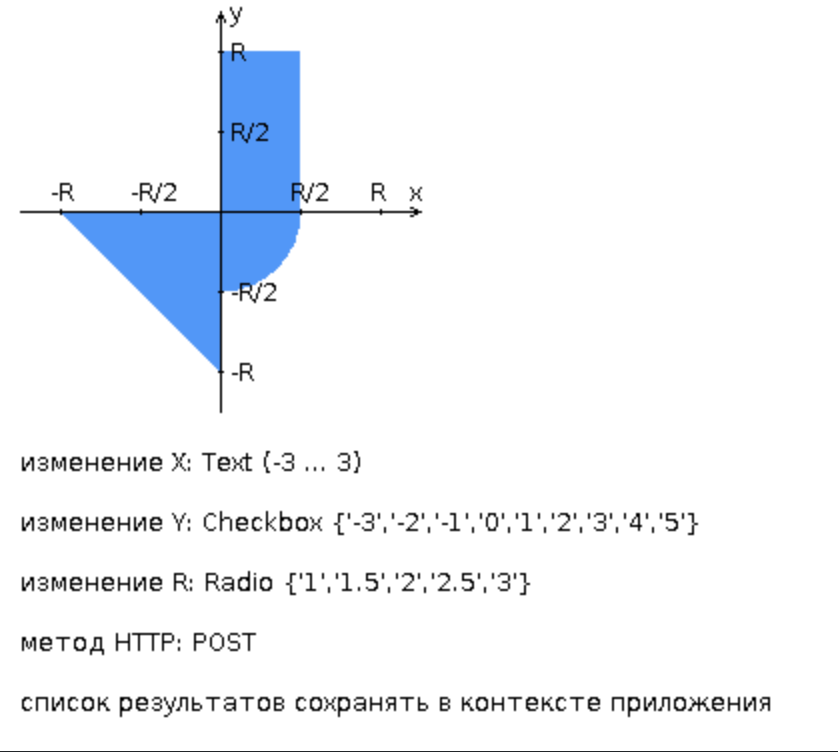 y
R
R/2
-R -R/2 R/2 R x
-R/2
-R
изменение X: Text (-3 ... 3)
изменение Y: Checkbox {'-3','-2','-1','0','1','2','3','4','5'}
изменение R: Radio {'1','1.5','2','2.5','3'}
метод HTTP: POST
список результатов сохранять в контексте приложения